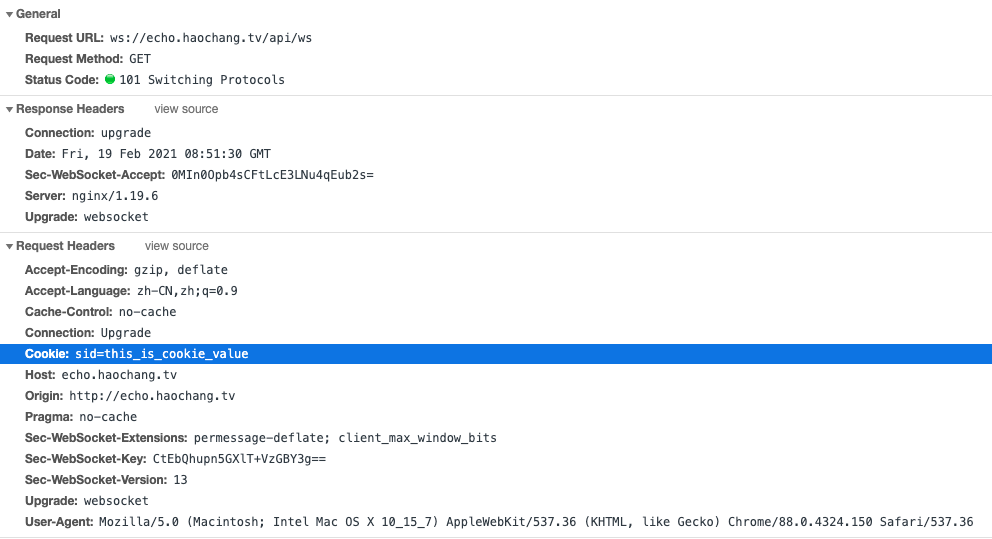 General
Request URL: ws://echo.haochang.tv/api/ws
Request Method: GET
Status Code: 101 Switching Protocols
Response Headers view source
Connection: upgrade
Date: Fri, 19 Feb 2021 08:51:30 GMT
Sec-WebSocket-Accept: 0MIn0Opb4sCFtLcE3LNu4qEub2s=
Server: nginx/1.19.6
Upgrade: websocket
Request Headers view source
Accept-Encoding: gzip, deflate
Accept-Language: zh-CN,zh;q=0.9
Cache-Control: no-cache
Connection: Upgrade
Cookie: sid=this_is_cookie_value
Host: echo.haochang.tv
Origin: http://echo.haochang.tv
Pragma: no-cache
Sec-WebSocket-Extensions: permessage-deflate; client_max_window_bits
Sec-WebSocket-Key: CtEbQhupn5GXlT+VzGBY3g==
Sec-WebSocket-Version: 13
Upgrade: websocket
User-Agent: Mozilla/5.0 (Macintosh; Intel Mac OS X 10_15_7) AppleWebKit/537.36 (KHTML, like Gecko) Chrome/88.0.4324.150 Safari/537.36